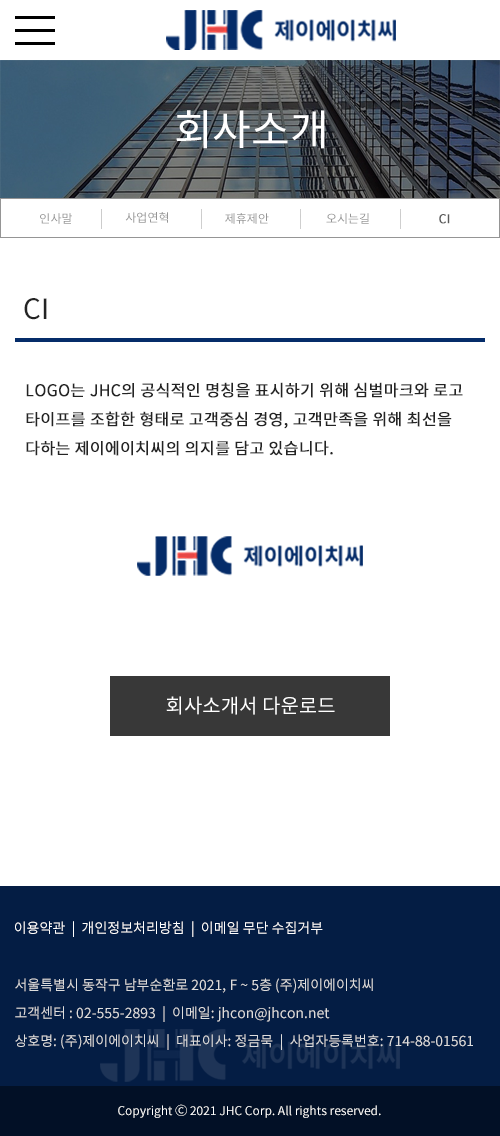 JHC 제이에이치씨
회사소개
인사말 사업연혁 제휴제안 오시는길 CI
CI
LOGO는 JHC의 공식적인 명칭을 표시하기 위해 심벌마크와 로고
타이프를 조합한 형태로 고객중심 경영, 고객만족을 위해 최선을
다하는 제이에이치씨의 의지를 담고 있습니다.
JHC 제이에이치씨
회사소개서 다운로드
이용약관 | 개인정보처리방침 | 이메일 무단 수집거부
서울특별시 동작구 남부순환로 2021, F ~ 5층 (주)제이에이치씨
고객센터 : 02-555-2893 | 이메일: jhcon@jhcon.net
상호명: (주)제이에이치씨 | 대표이사: 정금묵 | 사업자등록번호: 714-88-01561
JHC 제이에이치씨
Copyright ⓒ 2021 JHC Corp. All rights reserved.